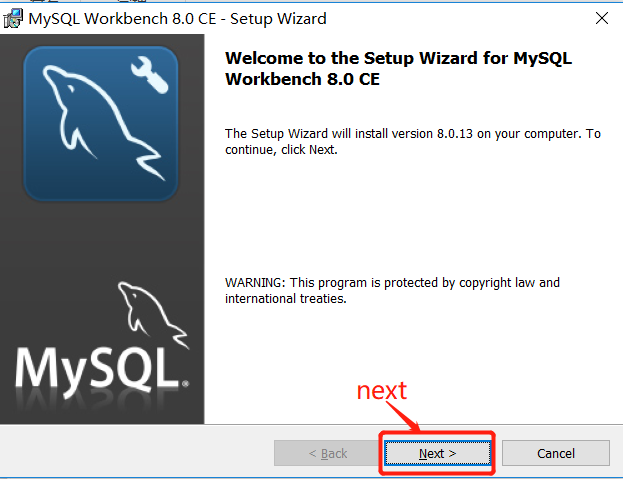 MySQL Workbench 8.0 CE - Setup Wizard
Welcome to the Setup Wizard for MySQL
Workbench 8.0 CE
The Setup Wizard will install version 8.0.13 on your computer. To
continue, click Next.
WARNING: This program is protected by copyright law and
international treaties.
MySQL®
next
< Back
Next >
Cancel